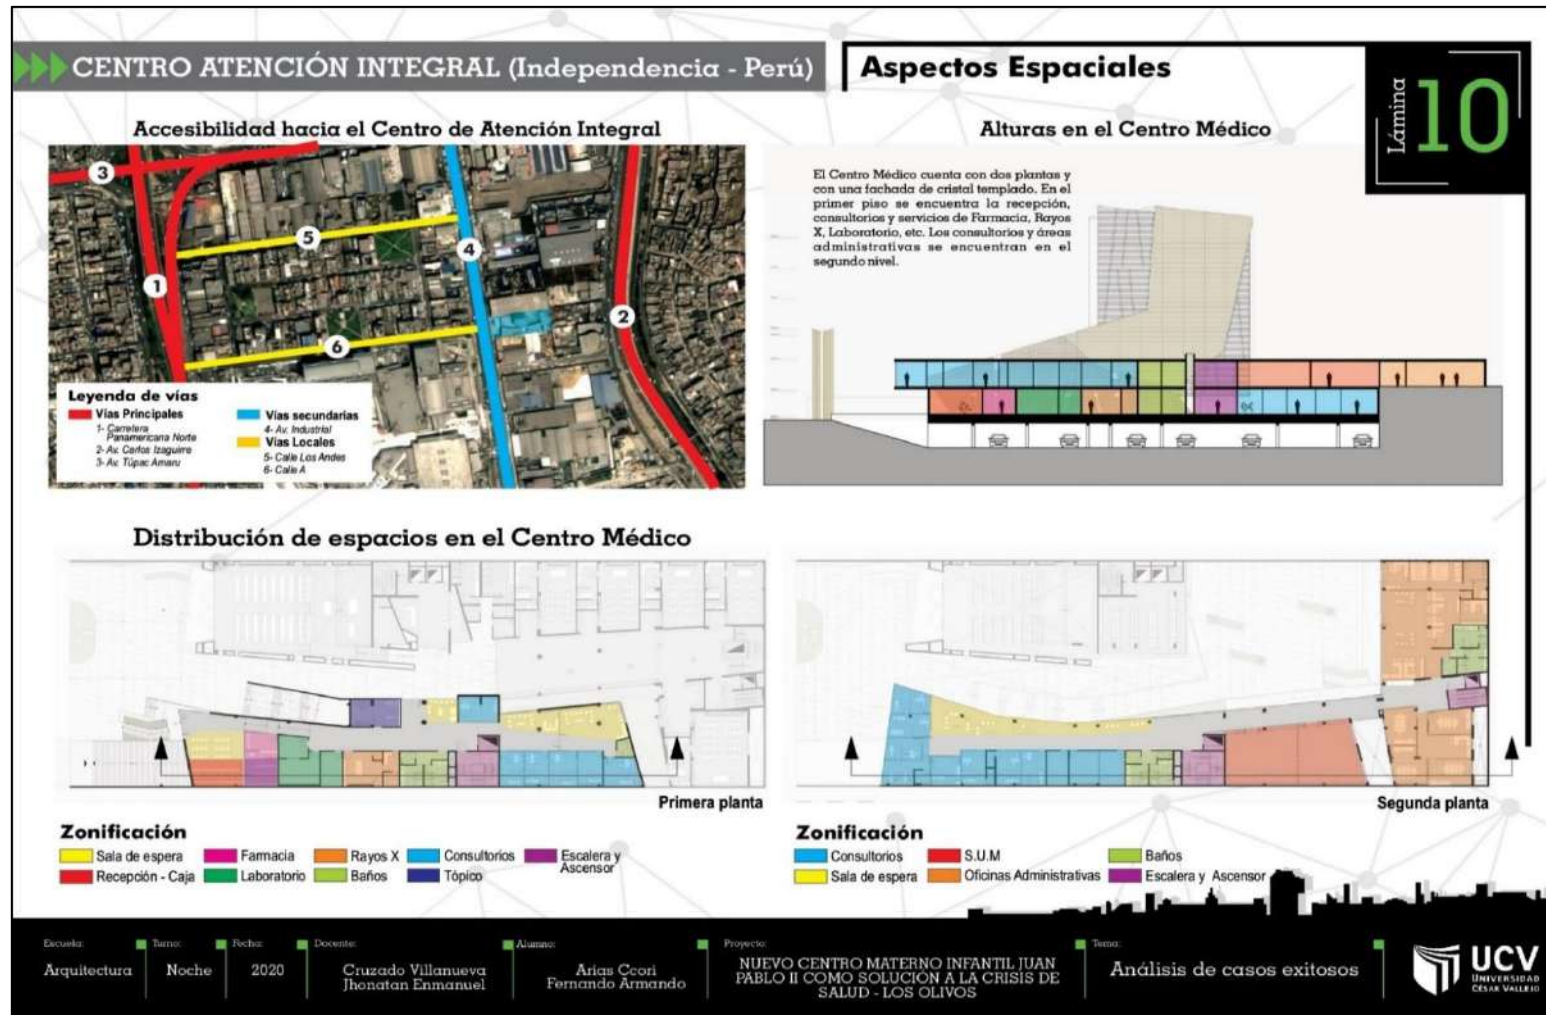 CENTRO ATENCIÓN INTEGRAL (Independencia - Perú)
Aspectos Espaciales
Lámina
10
Accesibilidad hacia el Centro de Atención Integral
3
5
4
1
2
6
Leyenda de vías
Vías Principales
1- Carretera
Panamericana Norte
2- Av. Carlos Izaguirre
3- Av. Túpac Amaru
Vías secundarias
4- Av. Industrial
Vías Locales
5- Calle Los Andes
6- Calle A
Alturas en el Centro Médico
El Centro Médico cuenta con dos plantas y
con una fachada de cristal templado. En el
primer piso se encuentra la recepción,
consultorios y servicios de Farmacia, Rayos
X, Laboratorio, etc. Los consultorios y áreas
administrativas se encuentran en el
segundo nivel.
Distribución de espacios en el Centro Médico
Primera planta
Segunda planta
Zonificación
Sala de espera
Farmacia
Rayos X
Consultorios
Escalera y
Ascensor
Recepción - Caja
Laboratorio
Baños
Tópico
Zonificación
Consultorios
S.U.M
Baños
Sala de espera
Oficinas Administrativas
Escalera y Ascensor
Escuela:
Arquitectura
Turno:
Noche
Fecha:
2020
Docente:
Cruzado Villanueva
Jhonatan Enmanuel
Alumno:
Arias Ccori
Fernando Armando
Proyecto:
NUEVO CENTRO MATERNO INFANTIL JUAN
PABLO II COMO SOLUCIÓN A LA CRISIS DE
SALUD - LOS OLIVOS
Tema:
Análisis de casos exitosos
UCV
UNIVERSIDAD
CÉSAR VALLEJO